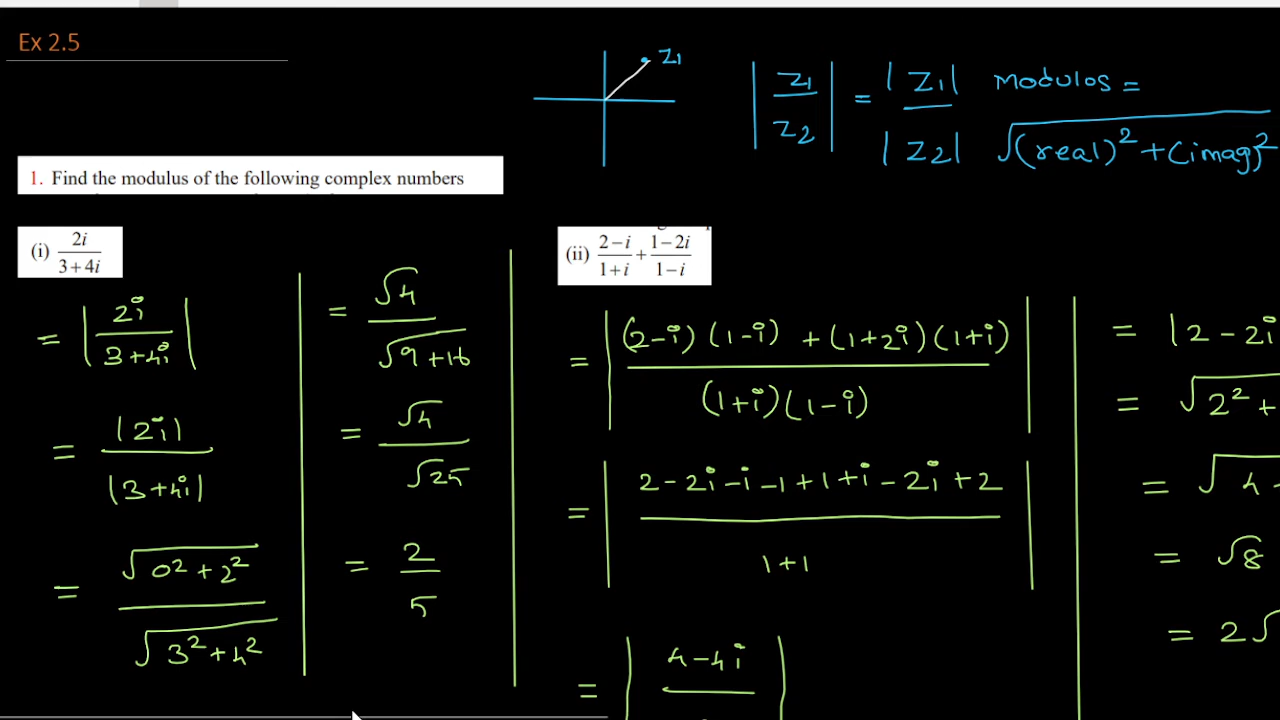 Ex 2.5
z₁
|z₁/z₂| = |z₁|/|z₂| modulos = √(real)² + (imag)²
1. Find the modulus of the following complex numbers
(i) 2i/(3+4i)
= |2i/(3+4i)|
= |2i|/|3+4i|
= √0²+2² / √3²+4²
= √4/√9+16
= √4/√25
= 2/5
(ii) (2−i)/(1+i) + (1−2i)/(1−i)
= |(2−i)(1−i) + (1+2i)(1+i) / (1+i)(1−i)|
= |2−2i−i−1+1+i−2i+2 / 1+1|
= |4−4i
= |2−2i
= √2²+
= √4
= √8
= 2√